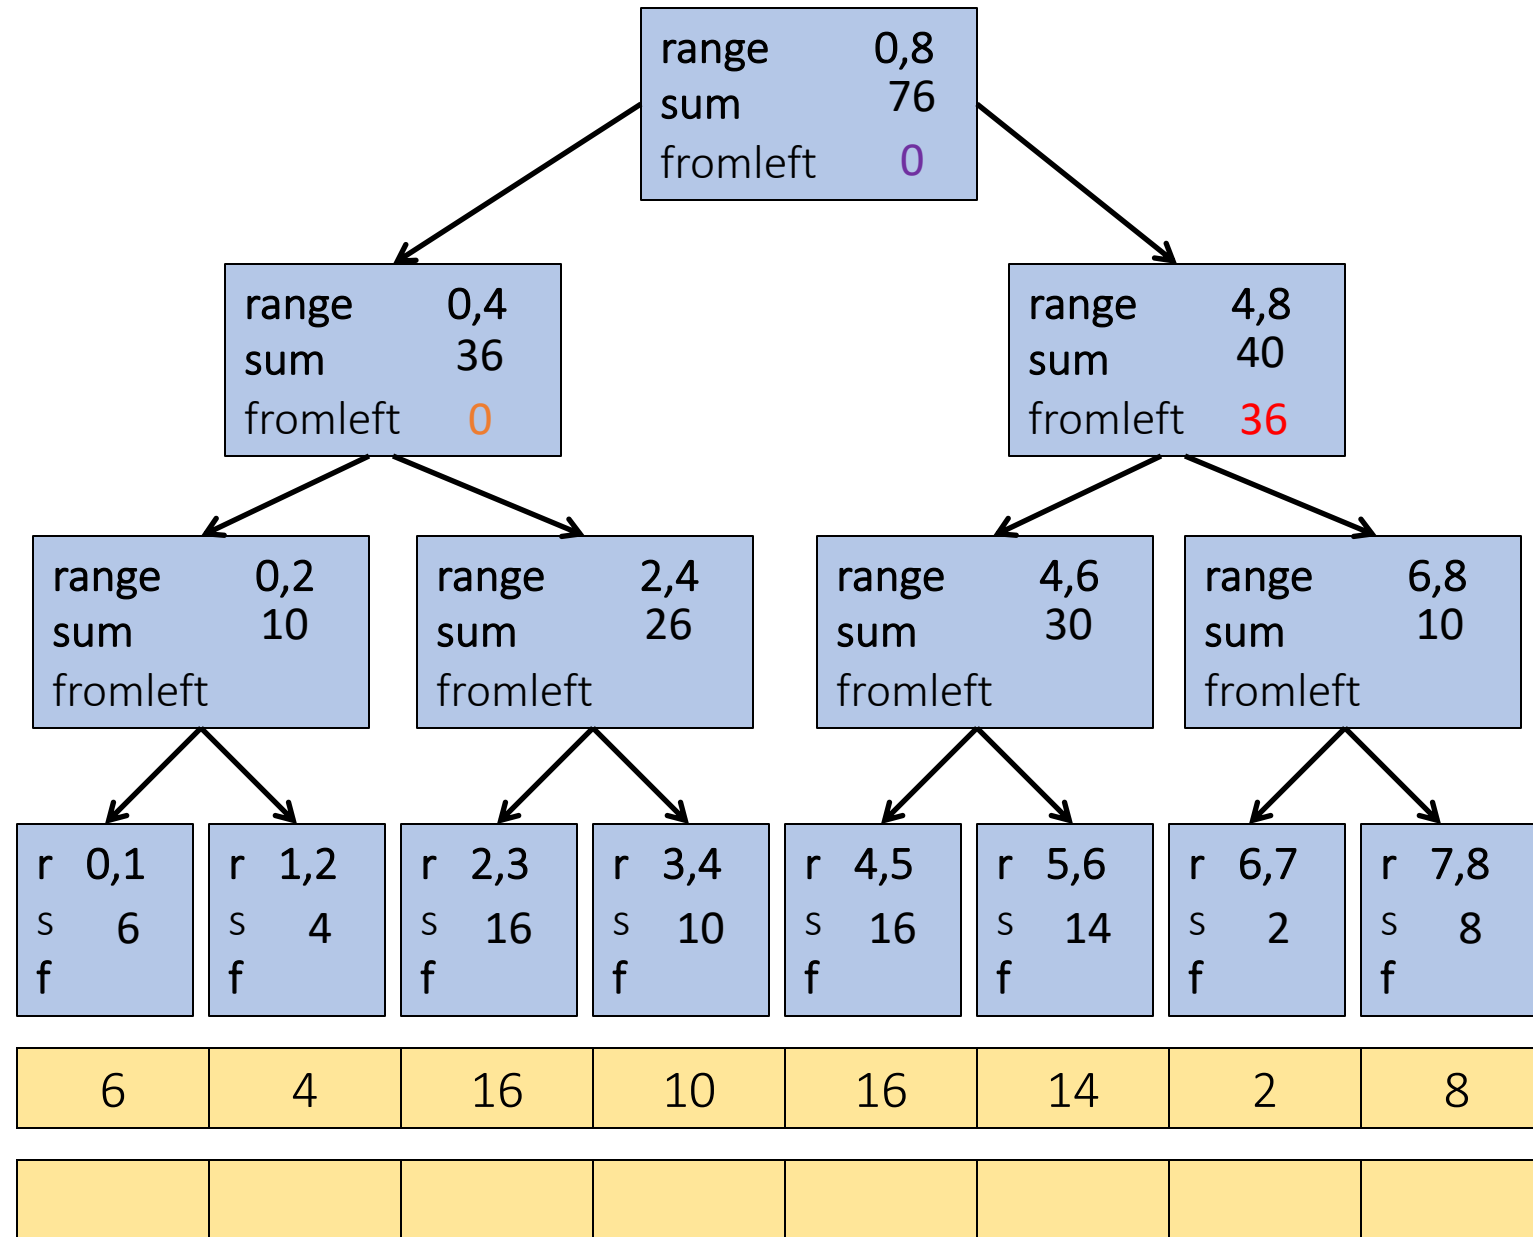 range 0,8
sum 76
fromleft 0
range 0,4
sum 36
fromleft 0
range 4,8
sum 40
fromleft 36
range 0,2
sum 10
fromleft
range 2,4
sum 26
fromleft
range 4,6
sum 30
fromleft
range 6,8
sum 10
fromleft
r 0,1
s 6
f
r 1,2
s 4
f
r 2,3
s 16
f
r 3,4
s 10
f
r 4,5
s 16
f
r 5,6
s 14
f
r 6,7
s 2
f
r 7,8
s 8
f
6 4 16 10 16 14 2 8